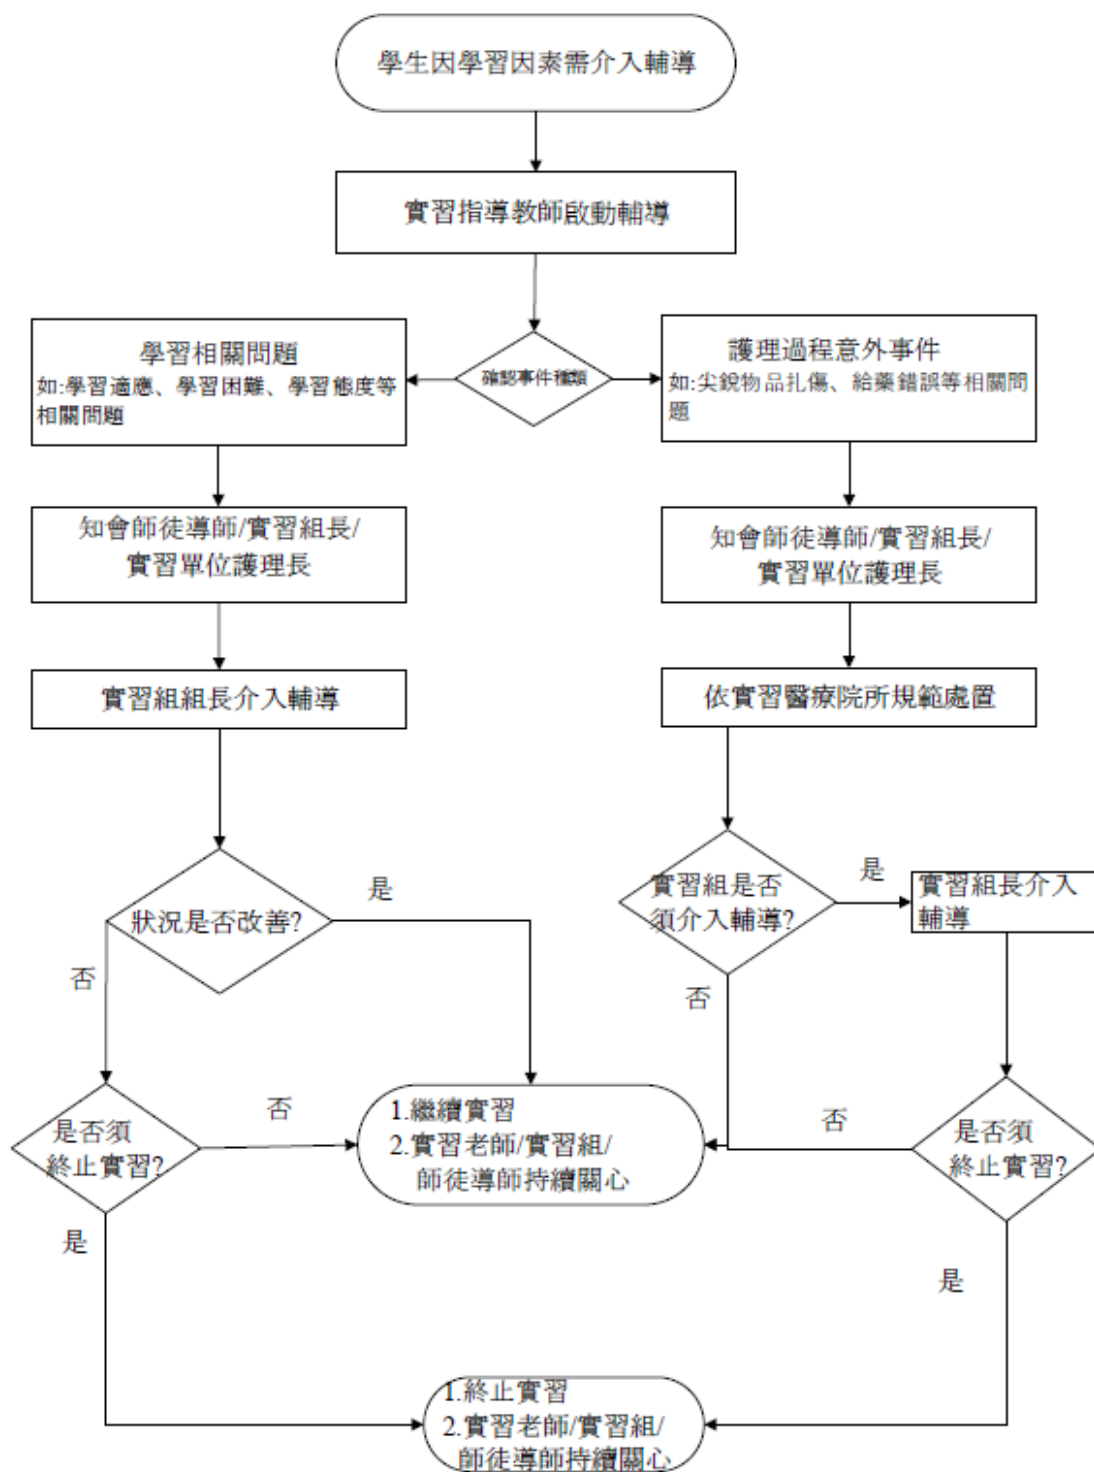 學生因學習因素需介入輔導
實習指導教師啟動輔導
確認事件種類
學習相關問題
如:學習適應、學習困難、學習態度等
相關問題
護理過程意外事件
如:尖銳物品扎傷、給藥錯誤等相關問
題
知會師徒導師/實習組長/
實習單位護理長
知會師徒導師/實習組長/
實習單位護理長
實習組組長介入輔導
依實習醫療院所規範處置
狀況是否改善?
是
否
實習組是否
須介入輔導?
是
否
實習組長介入
輔導
是否須
終止實習?
否
是
1.繼續實習
2.實習老師/實習組/
師徒導師持續關心
否
是否須
終止實習?
是
1.終止實習
2.實習老師/實習組/
師徒導師持續關心